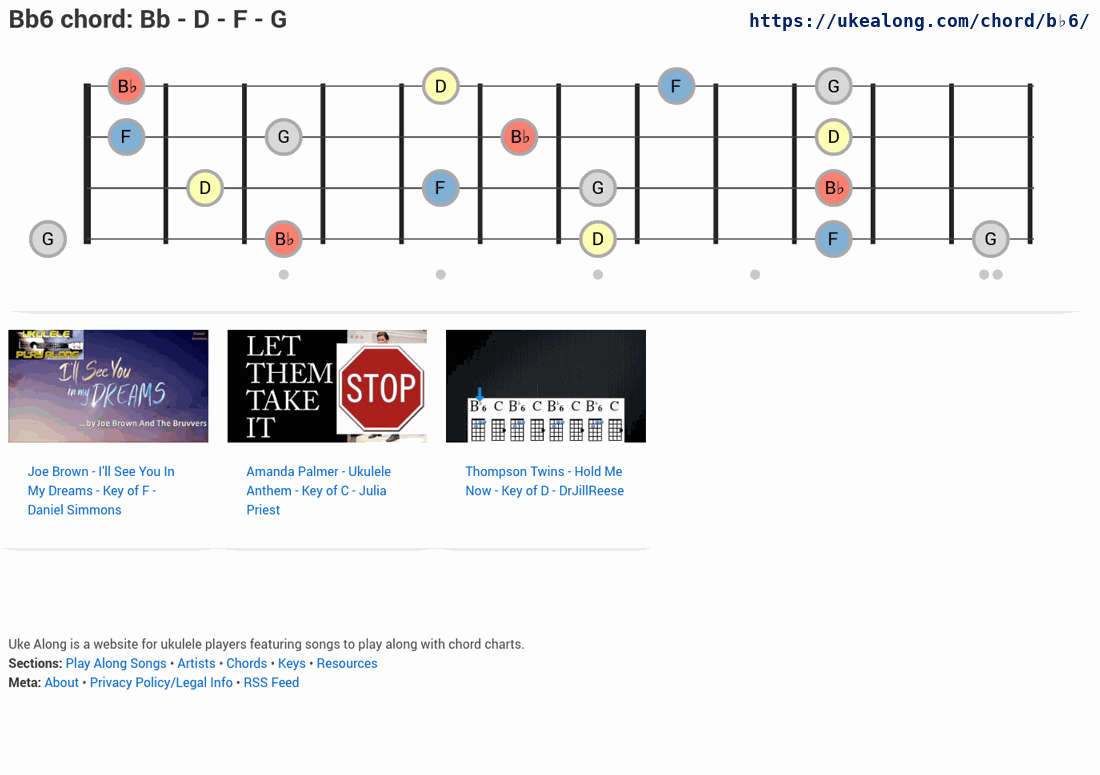 Bb6 chord: Bb - D - F - G
https://ukealong.com/chord/b♭6/
B♭ D F G
F G B♭ D
D F G B♭
G B♭ D F G
UKULELE
PLAY ALONG
I'll See You
in my DREAMS
...by Joe Brown And The Bruvvers
LET
THEM
TAKE
IT
STOP
B♭6 C B♭6 C B♭6 C B♭6 C
Joe Brown - I'll See You In
My Dreams - Key of F -
Daniel Simmons
Amanda Palmer - Ukulele
Anthem - Key of C - Julia
Priest
Thompson Twins - Hold Me
Now - Key of D - DrJillReese
Uke Along is a website for ukulele players featuring songs to play along with chord charts.
Sections: Play Along Songs • Artists • Chords • Keys • Resources
Meta: About • Privacy Policy/Legal Info • RSS Feed